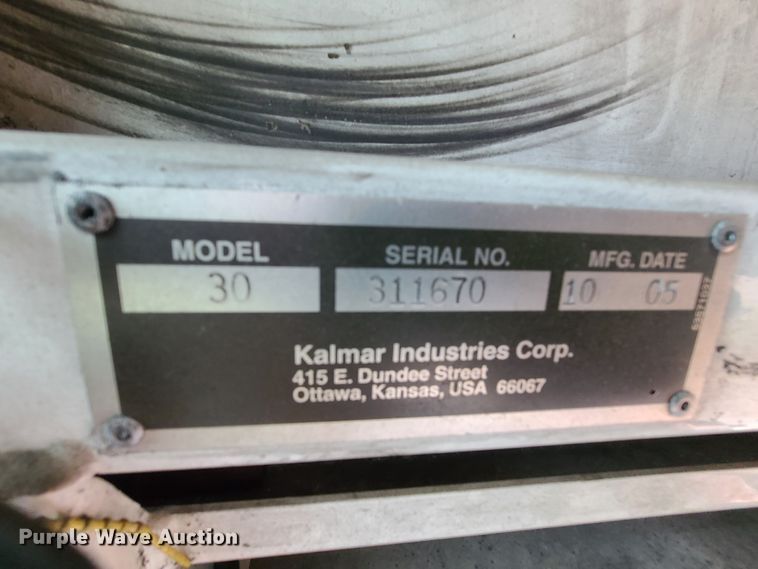 MODEL SERIAL NO. MFG. DATE
30 311670 10 05
Kalmar Industries Corp.
415 E. Dundee Street
Ottawa, Kansas, USA 66067
Purple Wave Auction